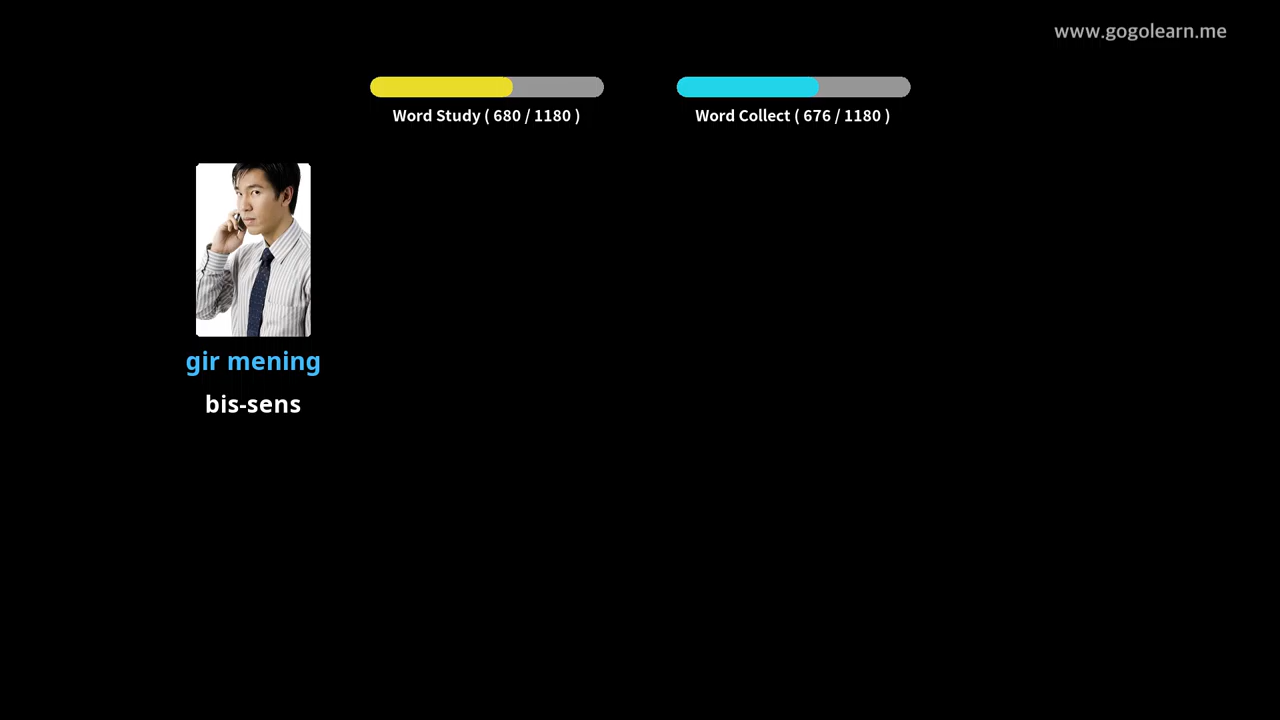 www.gogolearn.me
Word Study ( 680 / 1180 )
Word Collect ( 676 / 1180 )
gir mening
bis-sens